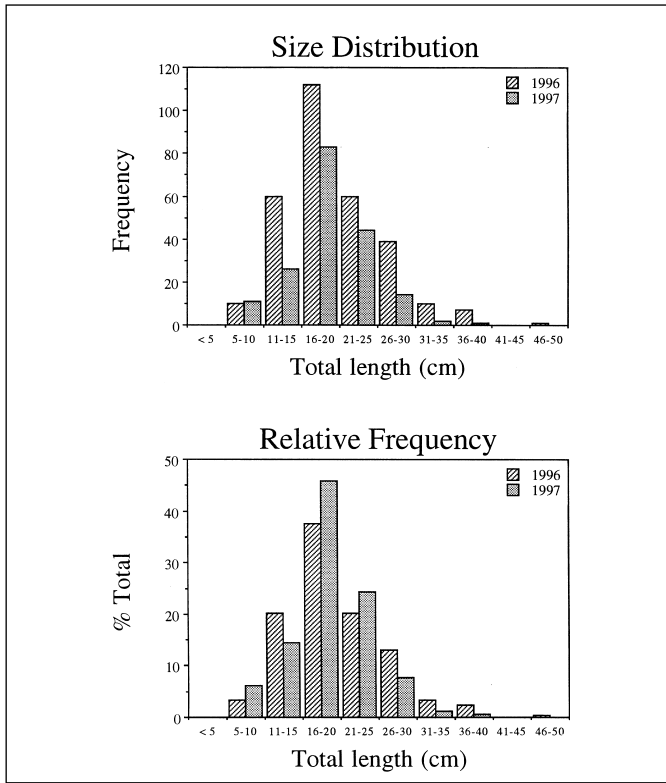 Size Distribution
120
100
80
60
40
20
0
Frequency
1996
1997
< 5 5-10 11-15 16-20 21-25 26-30 31-35 36-40 41-45 46-50
Total length (cm)
Relative Frequency
50
40
30
20
10
0
% Total
1996
1997
< 5 5-10 11-15 16-20 21-25 26-30 31-35 36-40 41-45 46-50
Total length (cm)